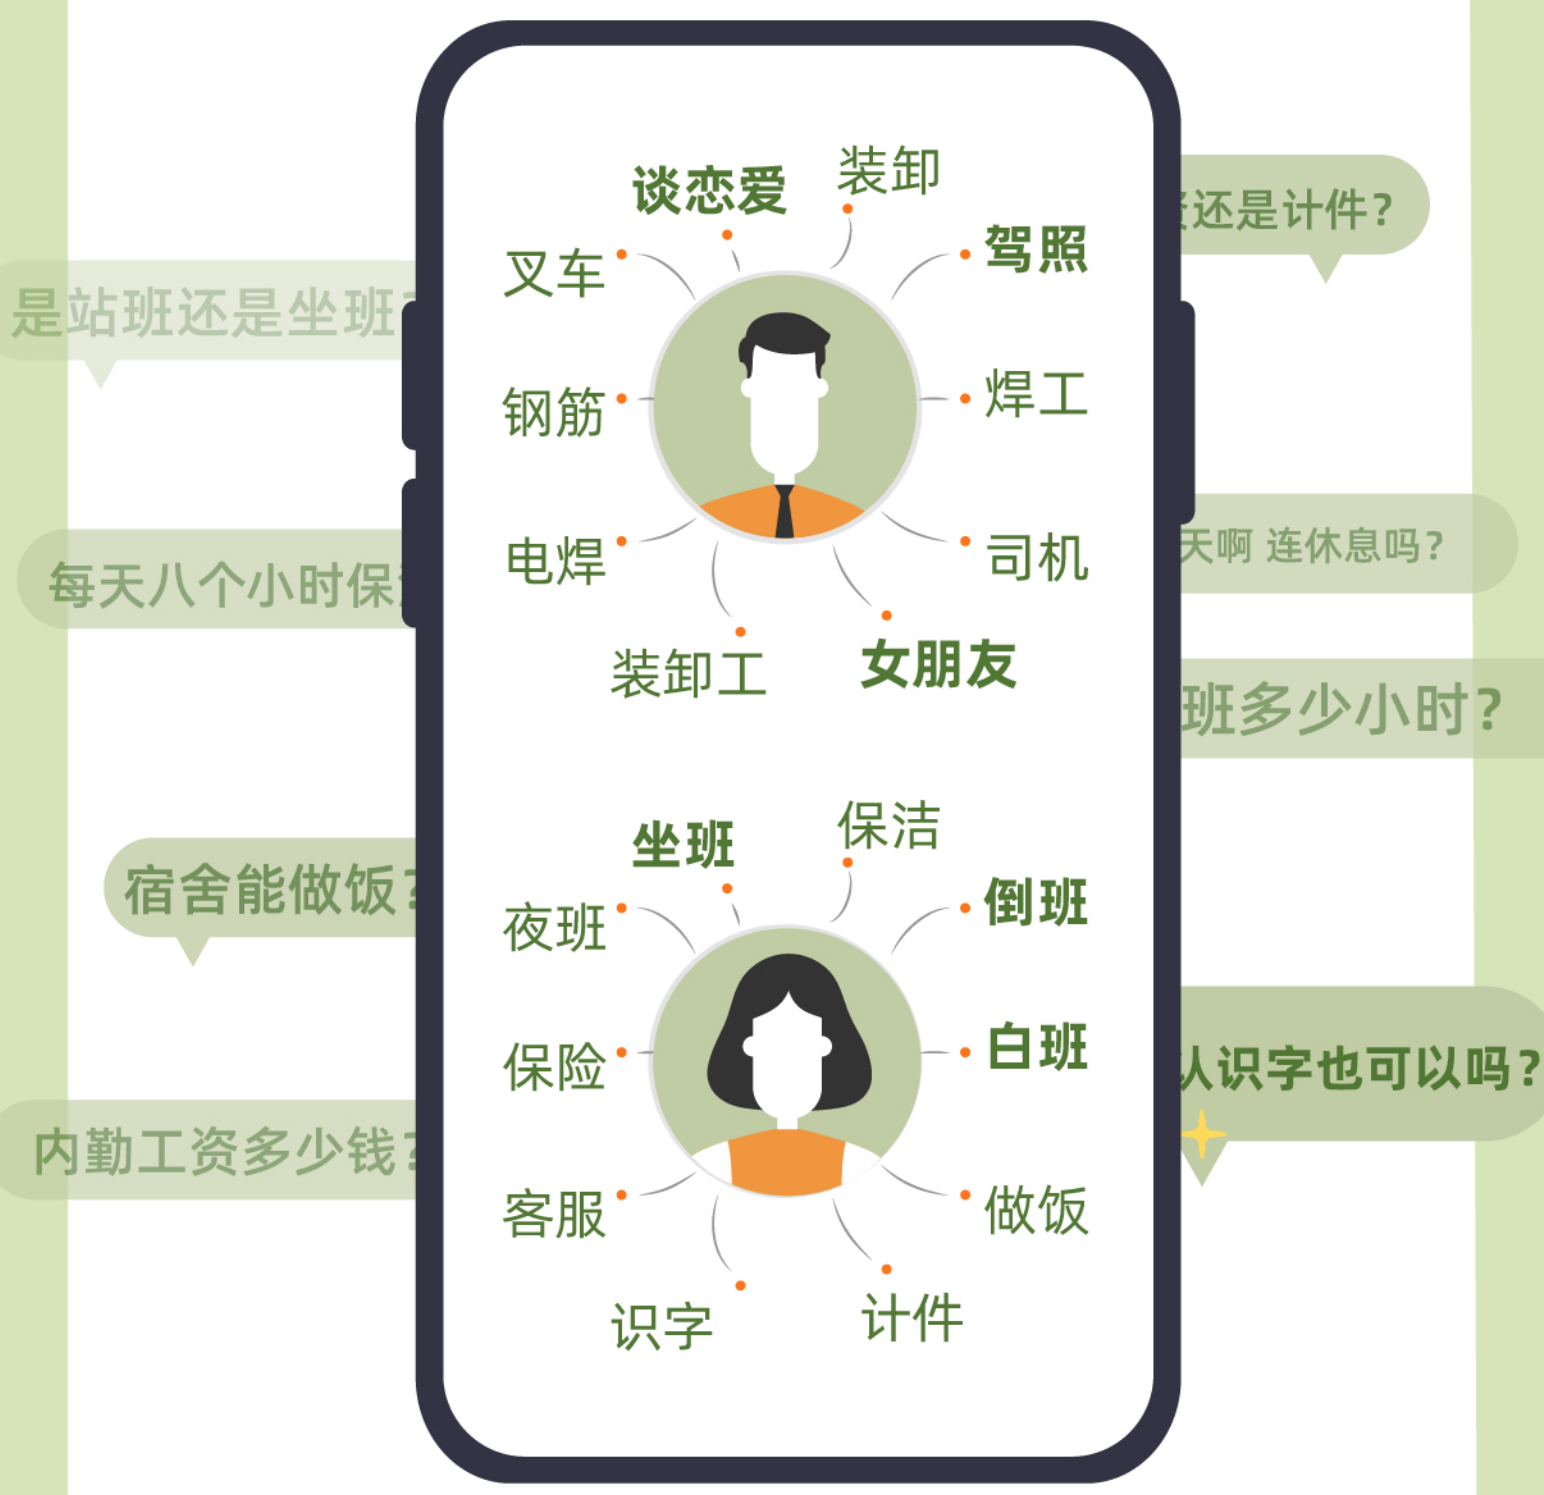 谈恋爱
装卸
叉车
驾照
钢筋
焊工
电焊
司机
装卸工
女朋友
坐班
保洁
夜班
倒班
保险
白班
客服
做饭
识字
计件
是站班还是坐班?
每天八个小时保
宿舍能做饭?
内勤工资多少钱?
还是计件?
天啊 连休息吗?
班多少小时?
认识字也可以吗?